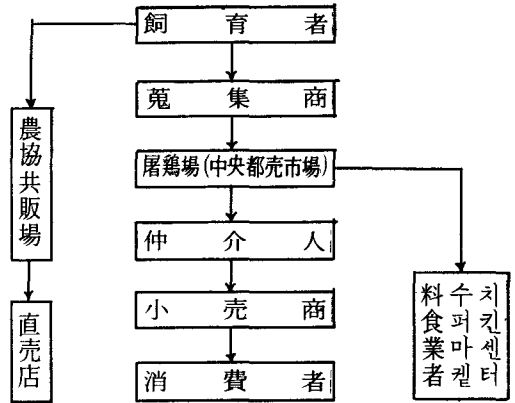 飼 育 者
蒐 集 商
屠鶏場(中央都売市場)
仲 介 人
小 売 商
消 費 者
農協共販場
直売店
치킨센터
수퍼마켙
料食業者